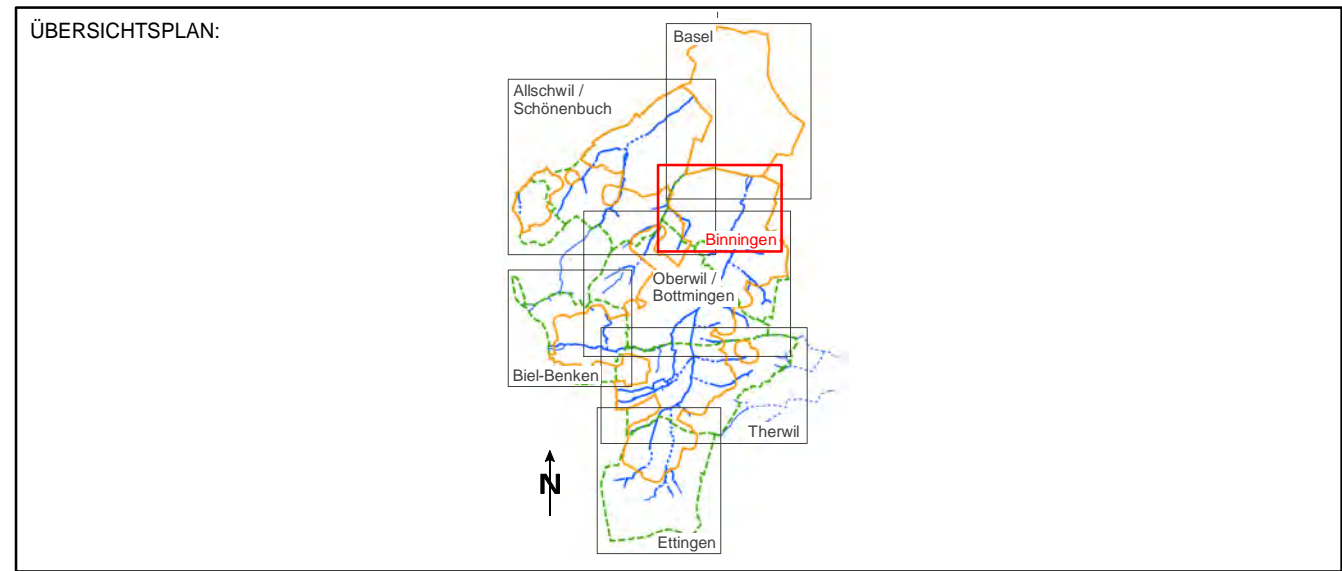 ÜBERSICHTSPLAN:
Basel
Allschwil /
Schönenbuch
Binningen
Oberwil /
Bottmingen
Biel-Benken
Therwil
N
Ettingen